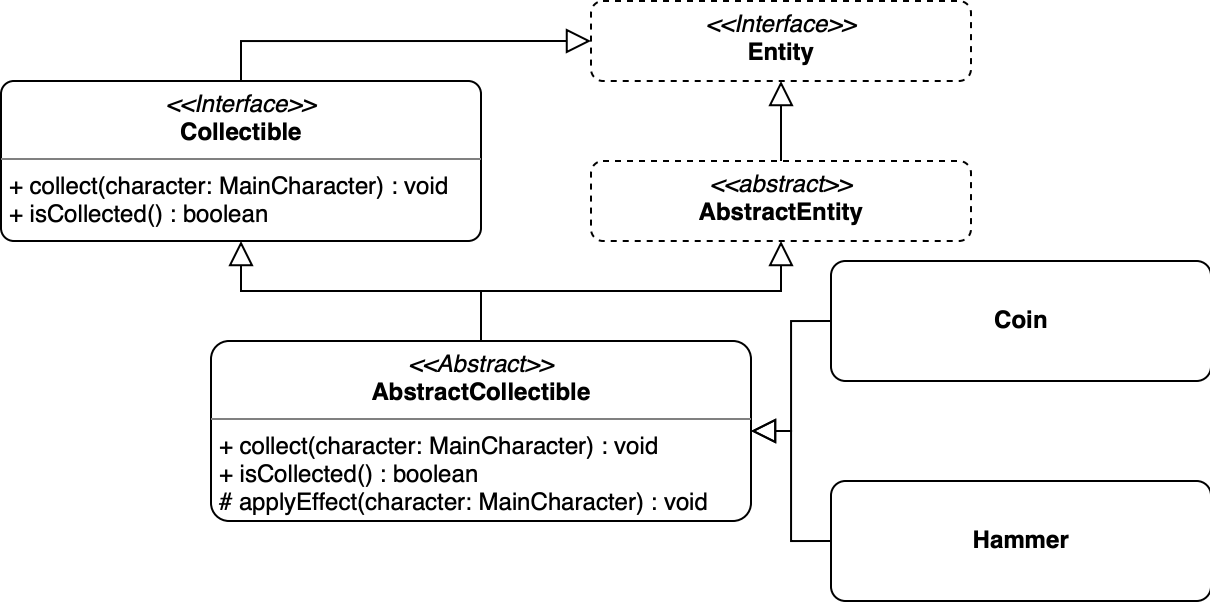 <<Interface>>
Entity
<<Interface>>
Collectible
+ collect(character: MainCharacter) : void
+ isCollected() : boolean
<<abstract>>
AbstractEntity
Coin
<<Abstract>>
AbstractCollectible
+ collect(character: MainCharacter) : void
+ isCollected() : boolean
# applyEffect(character: MainCharacter) : void
Hammer